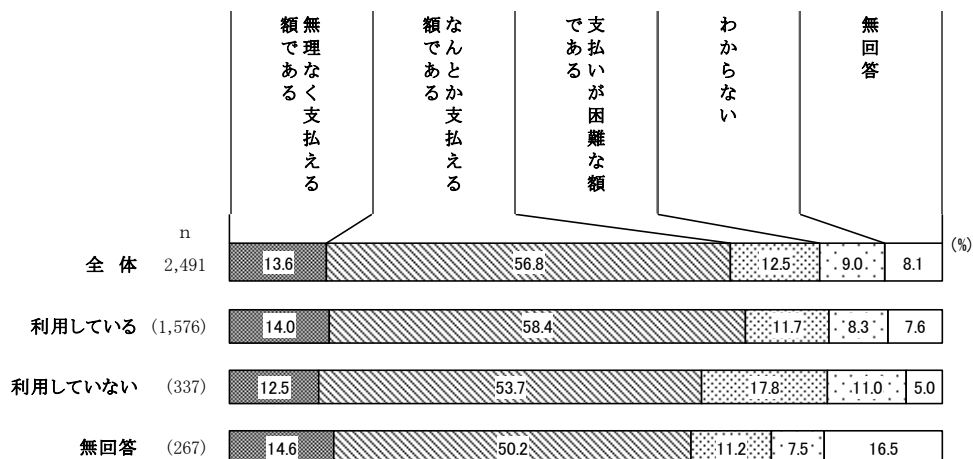 無理なく支払える
額である
なんとか支払える
額である
支払いが困難な額
である
わからない
無回答
n
(%)
全 体 2,491 13.6 56.8 12.5 9.0 8.1
利用している (1,576) 14.0 58.4 11.7 8.3 7.6
利用していない (337) 12.5 53.7 17.8 11.0 5.0
無回答 (267) 14.6 50.2 11.2 7.5 16.5